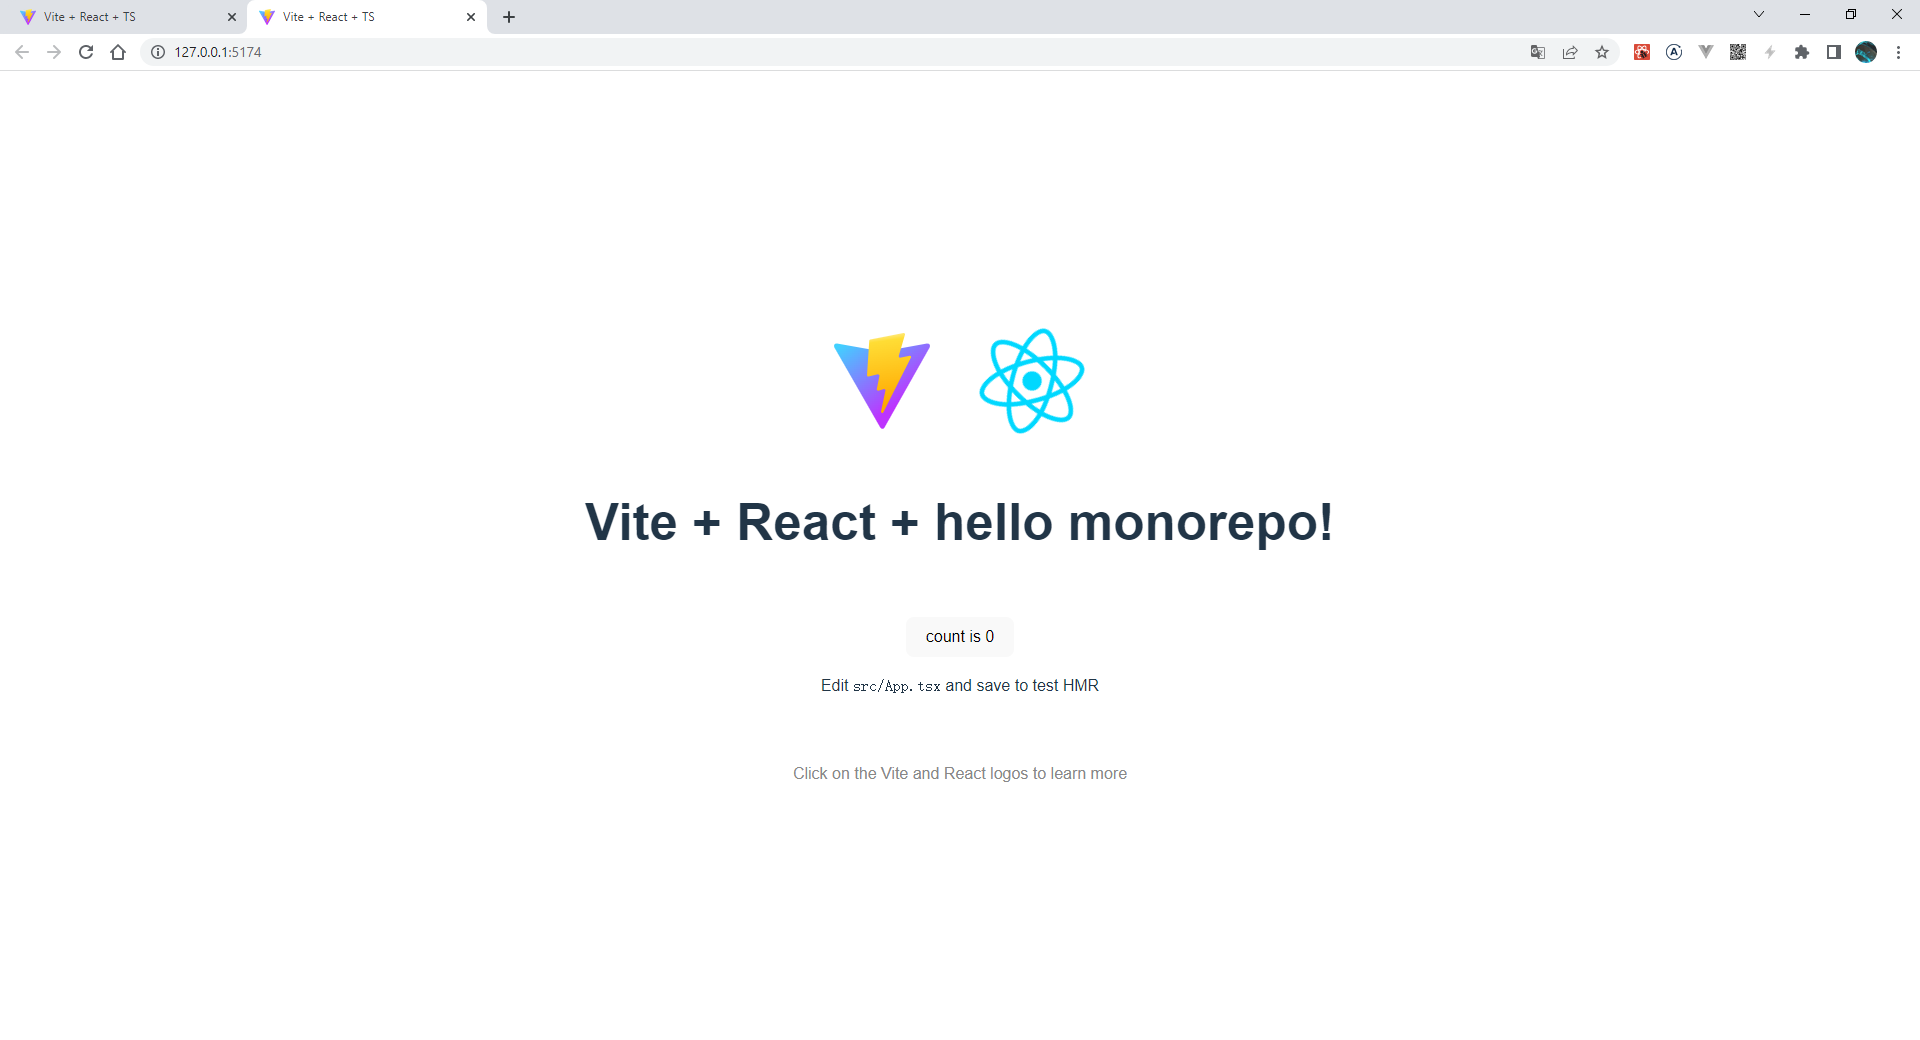 Vite + React + TS
Vite + React + TS
127.0.0.1:5174
Vite + React + hello monorepo!
count is 0
Edit src/App.tsx and save to test HMR
Click on the Vite and React logos to learn more